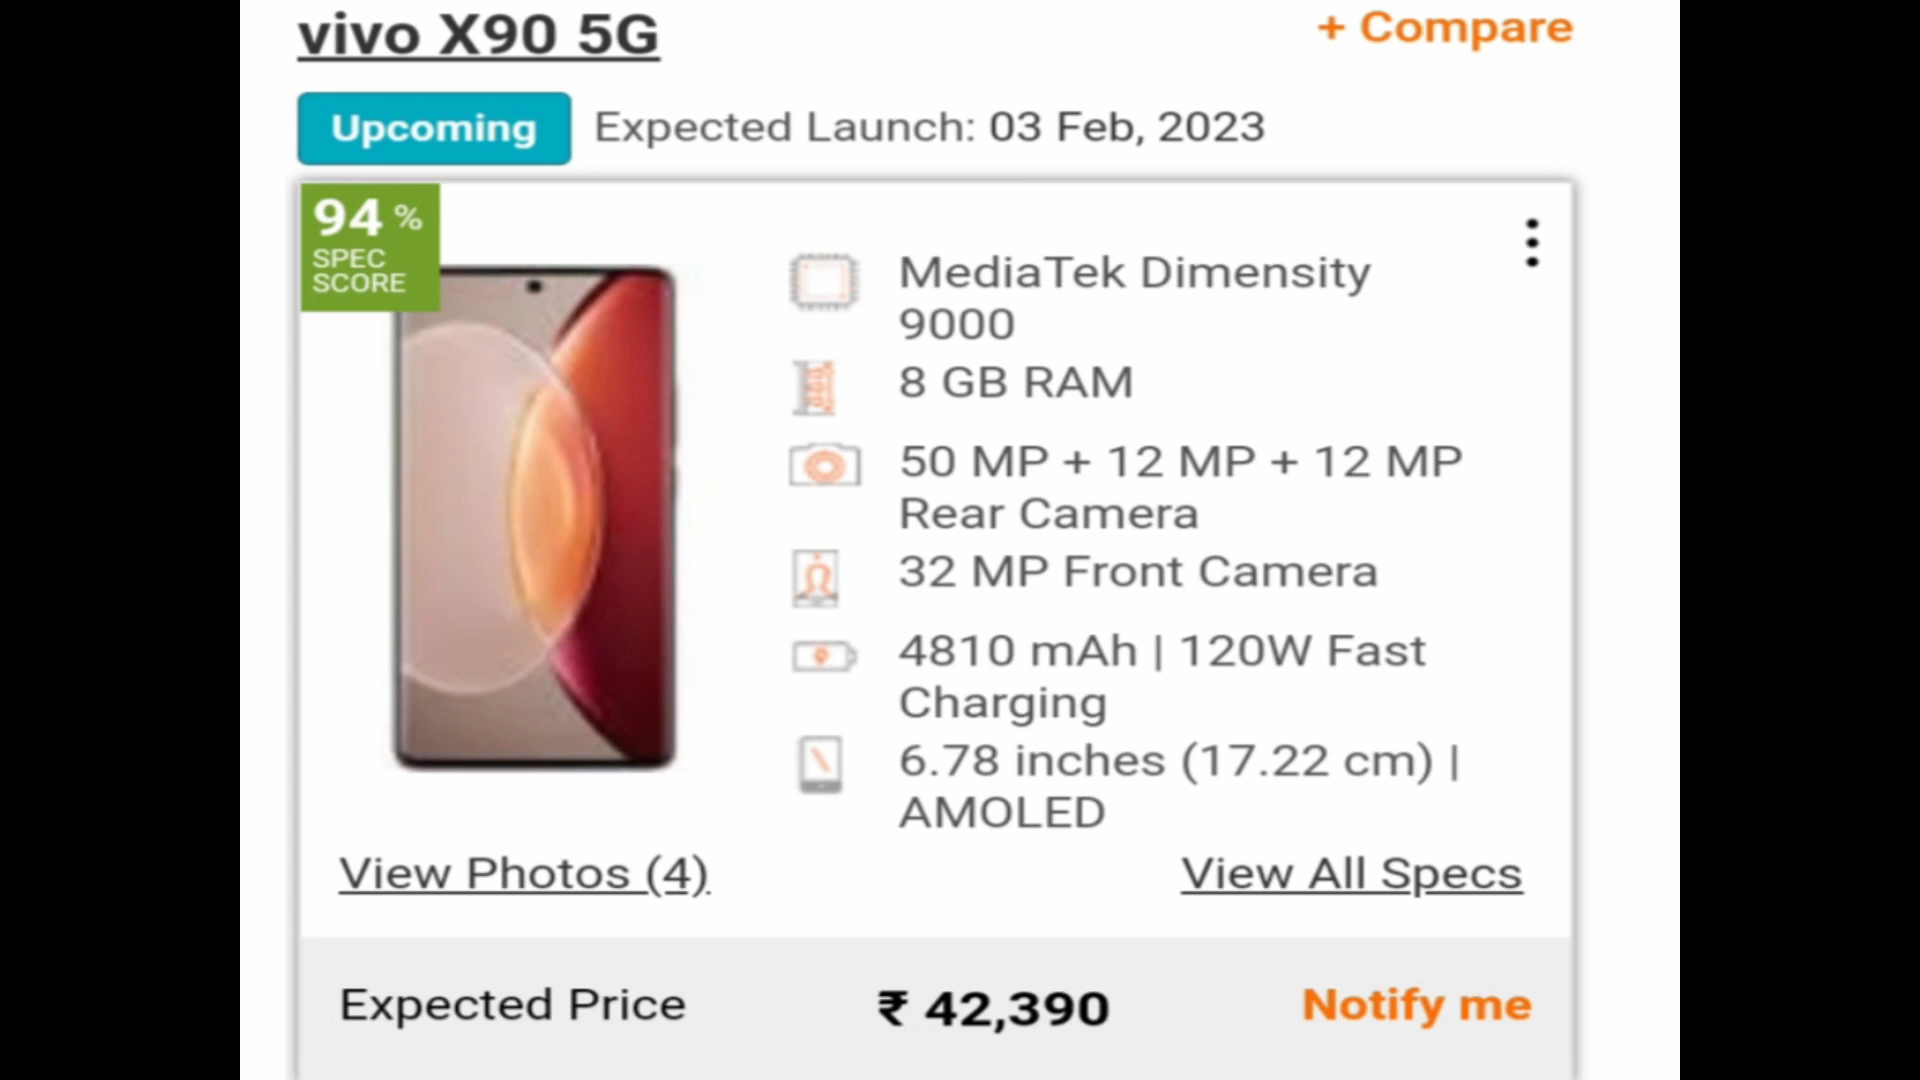 vivo X90 5G
+ Compare
Upcoming
Expected Launch: 03 Feb, 2023
94 %
SPEC
SCORE
MediaTek Dimensity
9000
8 GB RAM
50 MP + 12 MP + 12 MP
Rear Camera
32 MP Front Camera
4810 mAh | 120W Fast
Charging
6.78 inches (17.22 cm) |
AMOLED
View Photos (4)
View All Specs
Expected Price
₹ 42,390
Notify me